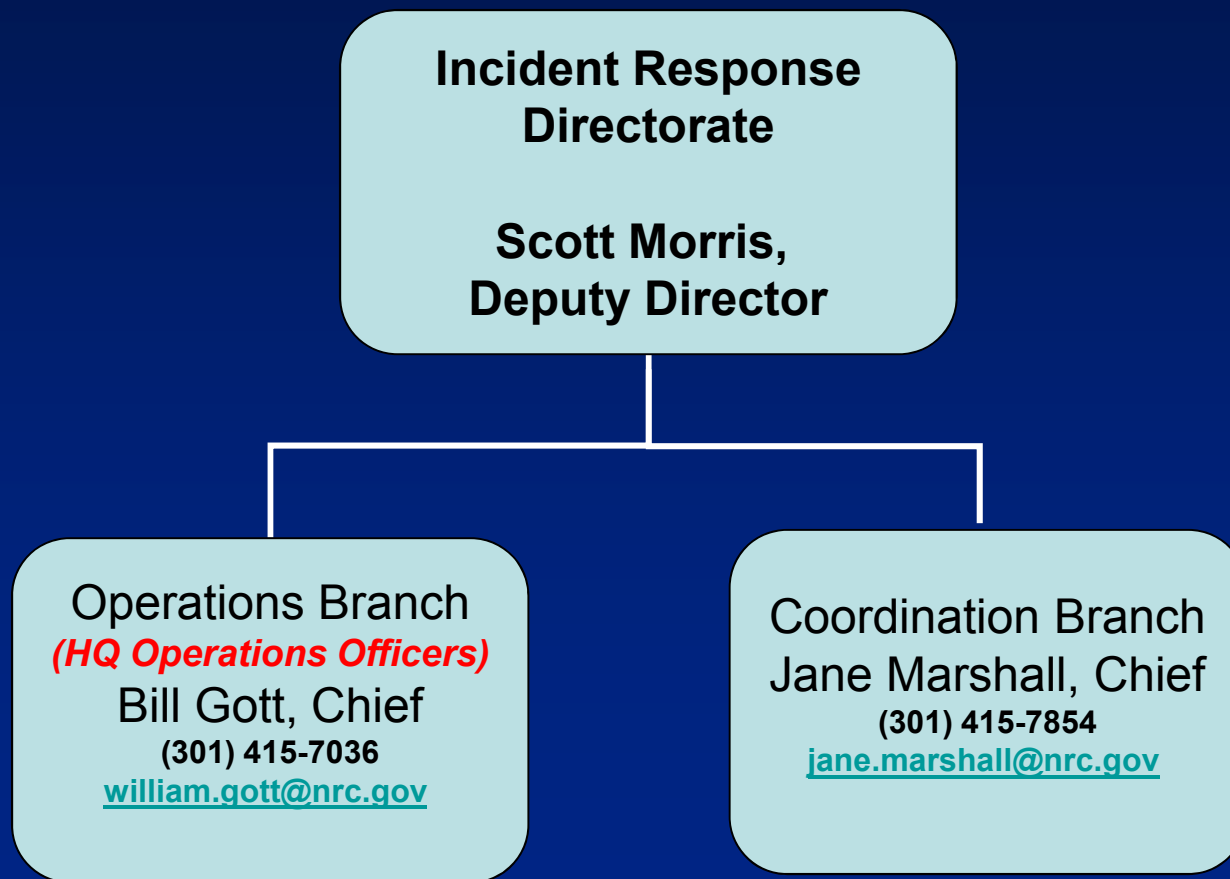 Incident Response
Directorate
Scott Morris,
Deputy Director
Operations Branch
(HQ Operations Officers)
Bill Gott, Chief
(301) 415-7036
william.gott@nrc.gov
Coordination Branch
Jane Marshall, Chief
(301) 415-7854
jane.marshall@nrc.gov